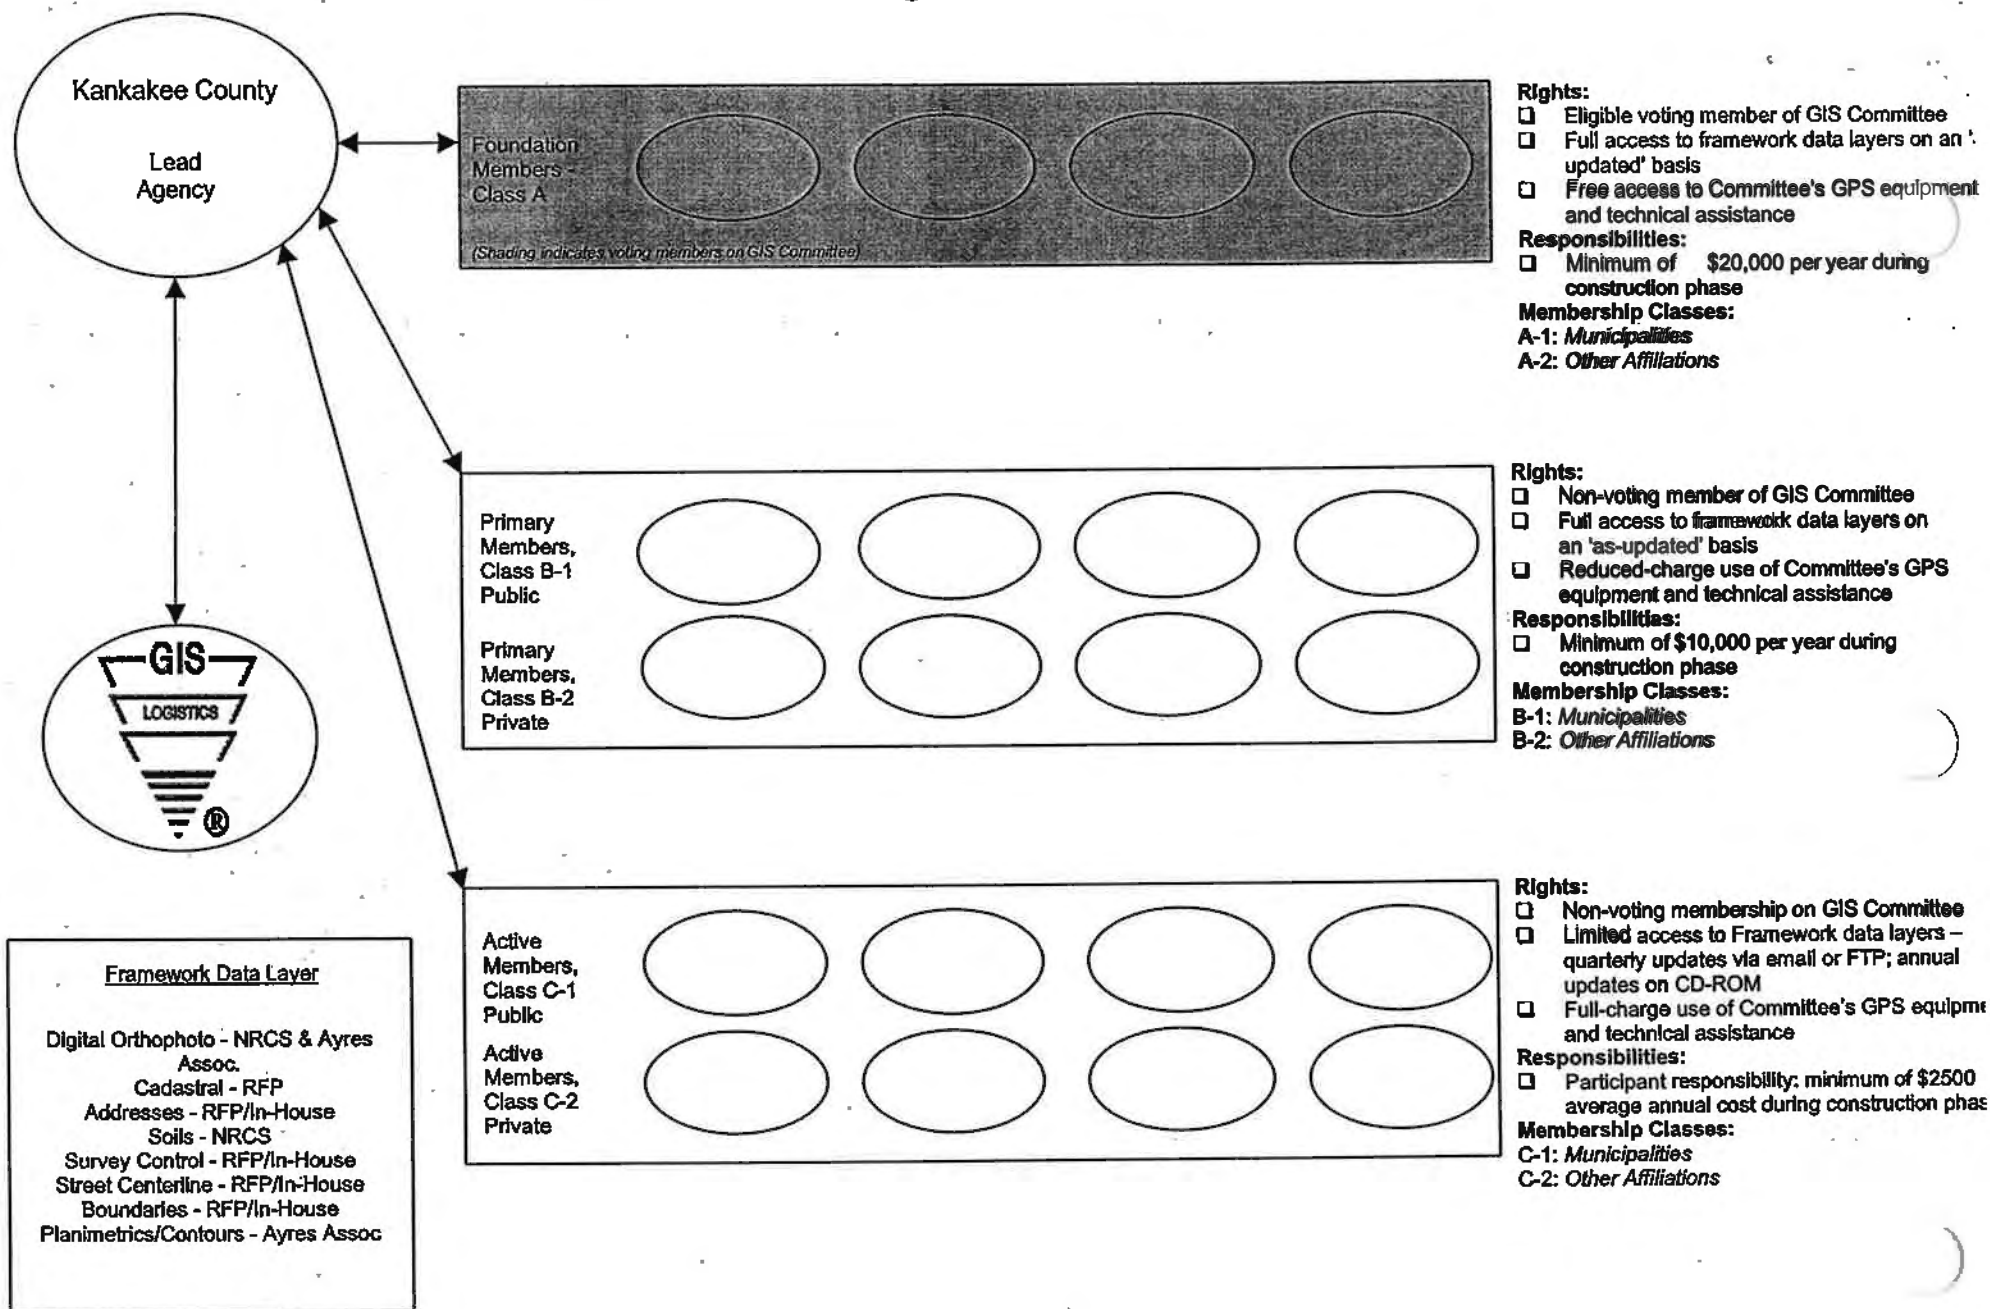 Kankakee County
Lead
Agency
Foundation
Members -
Class A
(Shading indicates voting members on GIS Committee)
Rights:
Eligible voting member of GIS Committee
Full access to framework data layers on an '
updated' basis
Free access to Committee's GPS equipment
and technical assistance
Responsibilities:
Minimum of $20,000 per year during
construction phase
Membership Classes:
A-1: Municipalities
A-2: Other Affiliations
Primary
Members,
Class B-1
Public
Primary
Members,
Class B-2
Private
Rights:
Non-voting member of GIS Committee
Full access to framework data layers on
an 'as-updated' basis
Reduced-charge use of Committee's GPS
equipment and technical assistance
Responsibilities:
Minimum of $10,000 per year during
construction phase
Membership Classes:
B-1: Municipalities
B-2: Other Affiliations
GIS
LOGISTICS
®
Active
Members,
Class C-1
Public
Active
Members,
Class C-2
Private
Rights:
Non-voting membership on GIS Committee
Limited access to Framework data layers –
quarterly updates via email or FTP; annual
updates on CD-ROM
Full-charge use of Committee's GPS equipme
and technical assistance
Responsibilities:
Participant responsibility: minimum of $2500
average annual cost during construction phas
Membership Classes:
C-1: Municipalities
C-2: Other Affiliations
Framework Data Layer
Digital Orthophoto - NRCS & Ayres
Assoc.
Cadastral - RFP
Addresses - RFP/In-House
Soils - NRCS
Survey Control - RFP/In-House
Street Centerline - RFP/In-House
Boundaries - RFP/In-House
Planimetrics/Contours - Ayres Assoc